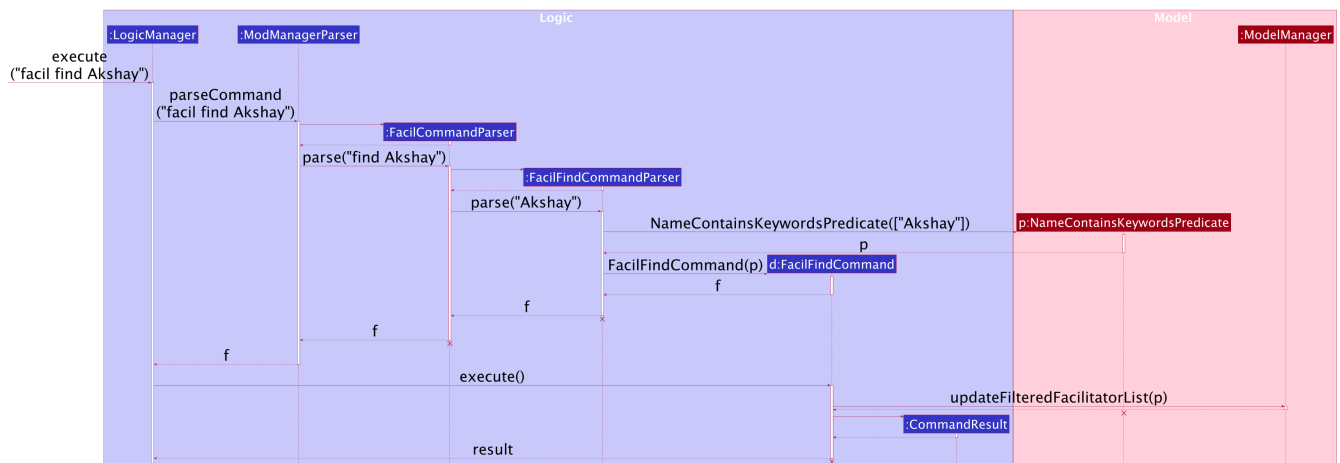 Logic
Model
:LogicManager
:ModManagerParser
:ModelManager
execute
("facil find Akshay")
parseCommand
("facil find Akshay")
:FacilCommandParser
parse("find Akshay")
:FacilFindCommandParser
parse("Akshay")
NameContainsKeywordsPredicate(["Akshay"])
p:NameContainsKeywordsPredicate
p
FacilFindCommand(p)
d:FacilFindCommand
f
f
f
f
execute()
updateFilteredFacilitatorList(p)
:CommandResult
result